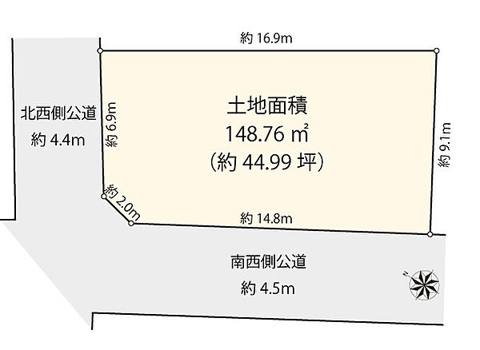 約 16.9m
北西側公道
約 4.4m
約 6.9m
土地面積
148.76 ㎡
（約 44.99 坪）
約 9.1m
約 2.0m
約 14.8m
南西側公道
約 4.5m
N